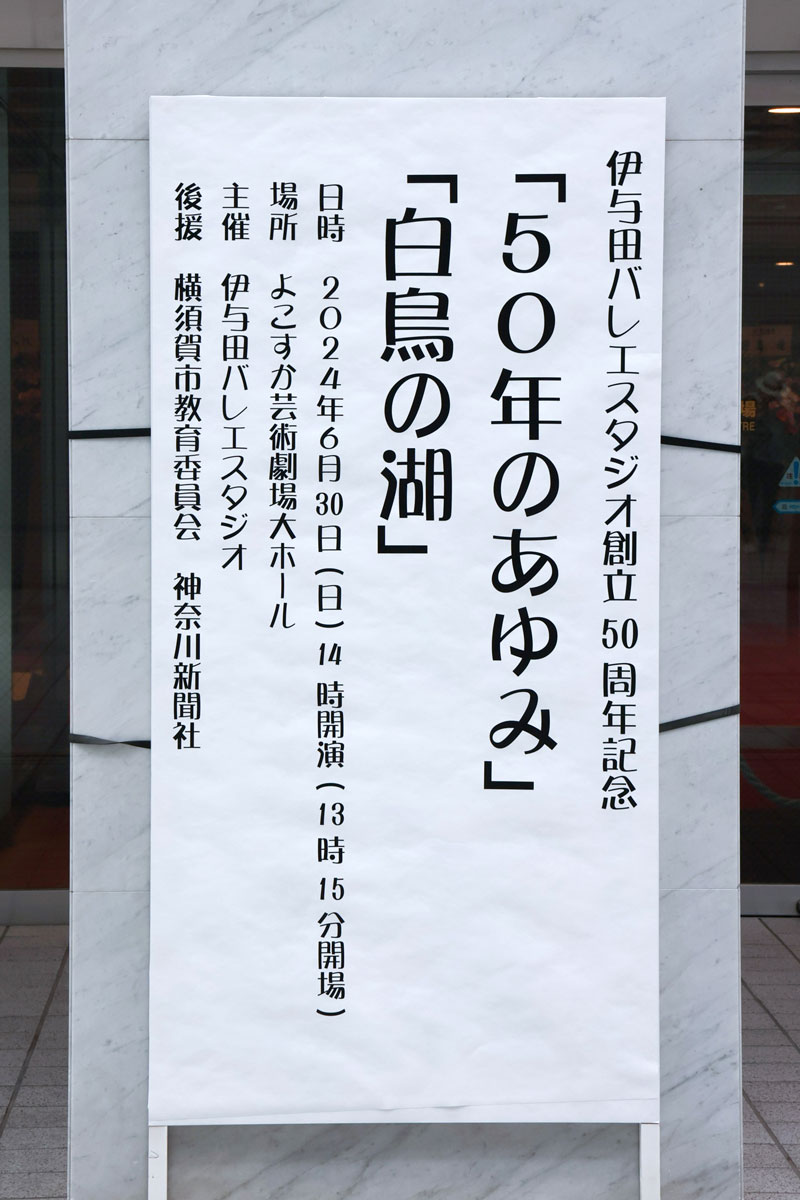 伊与田バレエスタジオ創立50周年記念
「50年のあゆみ」
「白鳥の湖」
日時　2024年6月30日(日)14時開演(13時15分開場)
場所　よこすか芸術劇場大ホール
主催　伊与田バレエスタジオ
後援　横須賀市教育委員会　神奈川新聞社
場
TRE